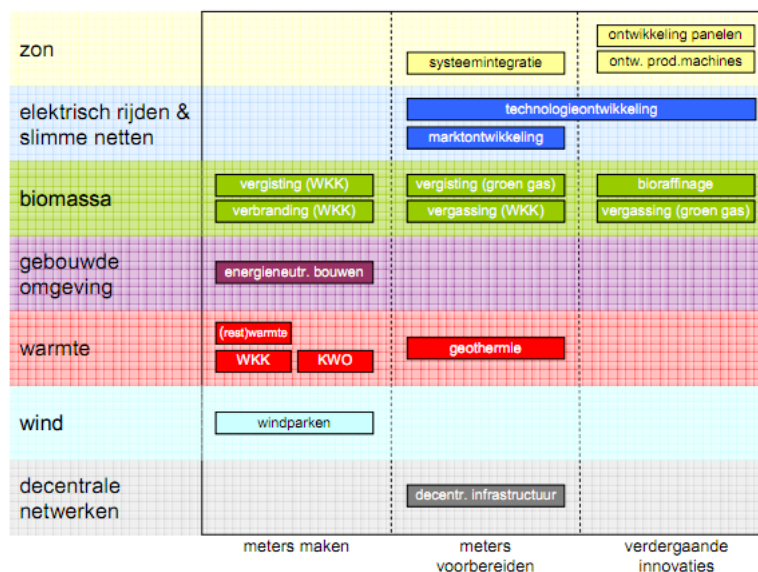 zon
ontwikkeling panelen
systeemintegratie
ontw. prod.machines
elektrisch rijden &
slimme netten
technologieontwikkeling
marktontwikkeling
biomassa
vergisting (WKK)
vergisting (groen gas)
bioraffinage
verbranding (WKK)
vergassing (WKK)
vergassing (groen gas)
gebouwde
omgeving
energieneutr. bouwen
warmte
(rest)warmte
WKK
KWO
geothermie
wind
windparken
decentrale
netwerken
decentr. infrastructuur
meters maken
meters
voorbereiden
verdergaande
innovaties